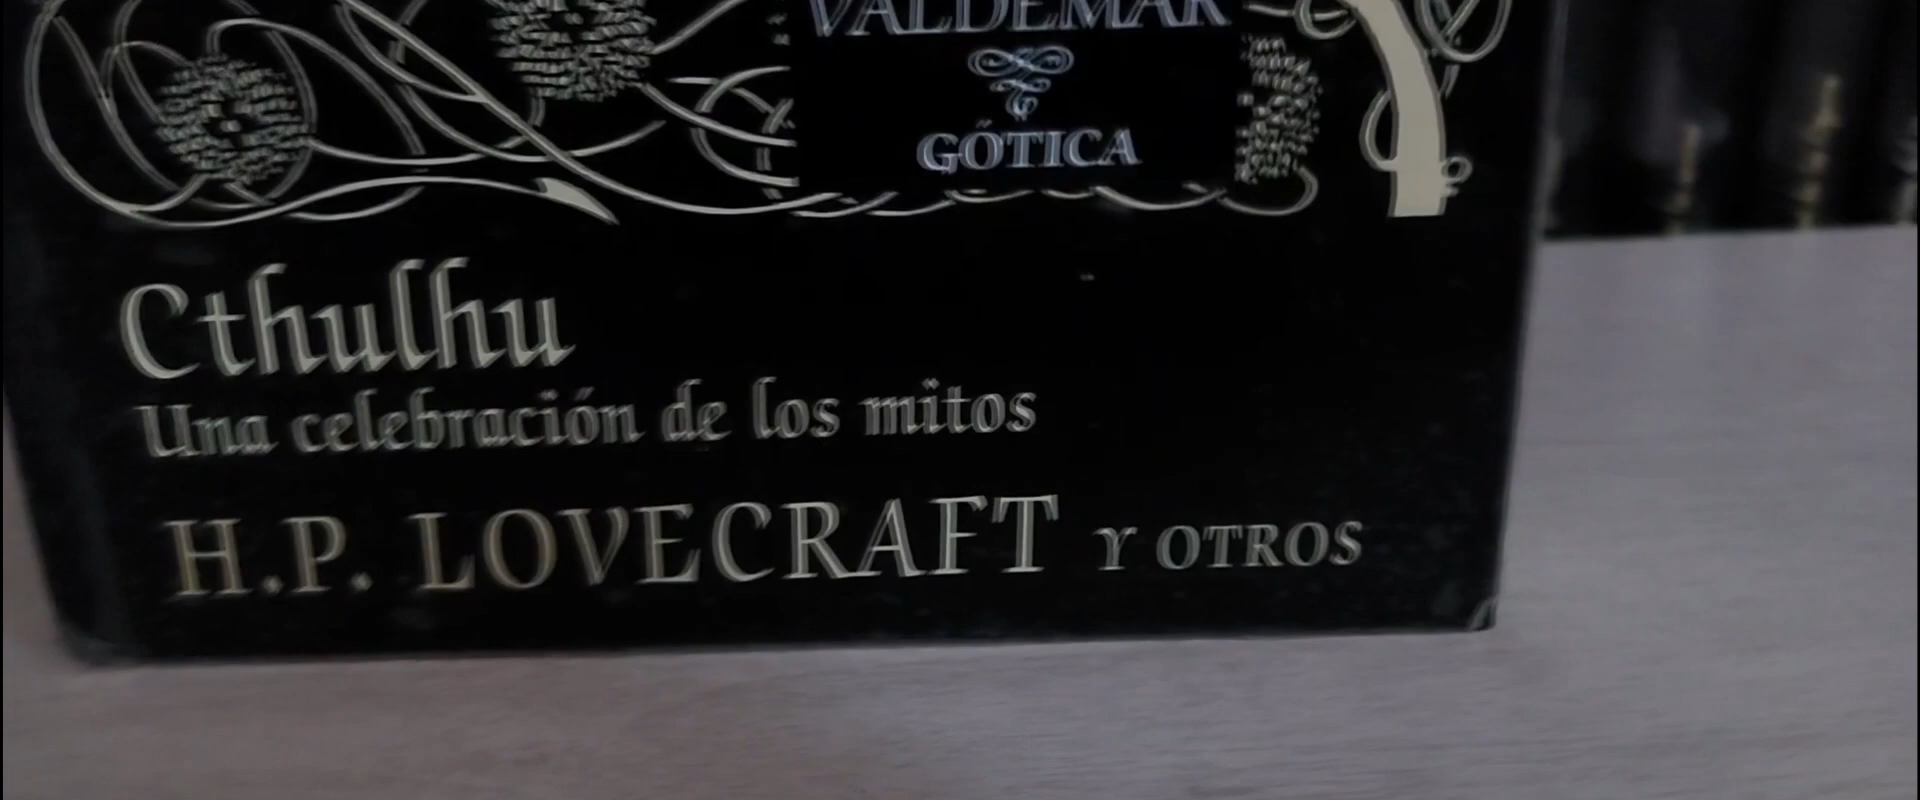 VALDEMAR
GÓTICA
Cthulhu
Una celebración de los mitos
H.P. LOVECRAFT Y OTROS